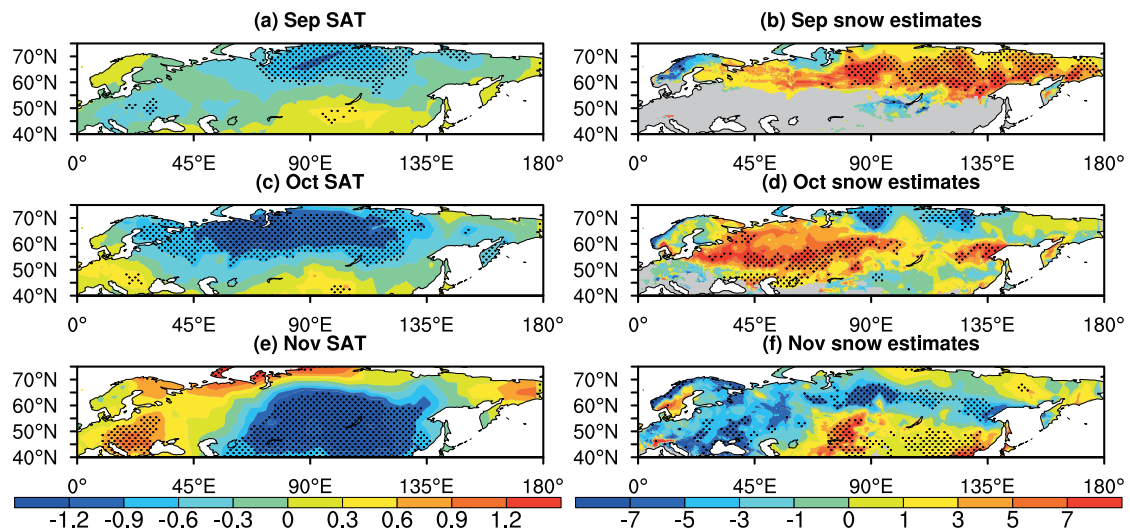 (a) Sep SAT
(b) Sep snow estimates
70°N
60°N
50°N
40°N
70°N
60°N
50°N
40°N
0° 45°E 90°E 135°E 180°
0° 45°E 90°E 135°E 180°
(c) Oct SAT
(d) Oct snow estimates
70°N
60°N
50°N
40°N
70°N
60°N
50°N
40°N
0° 45°E 90°E 135°E 180°
0° 45°E 90°E 135°E 180°
(e) Nov SAT
(f) Nov snow estimates
70°N
60°N
50°N
40°N
70°N
60°N
50°N
40°N
0° 45°E 90°E 135°E 180°
0° 45°E 90°E 135°E 180°
-1.2 -0.9 -0.6 -0.3 0 0.3 0.6 0.9 1.2
-7 -5 -3 -1 0 1 3 5 7